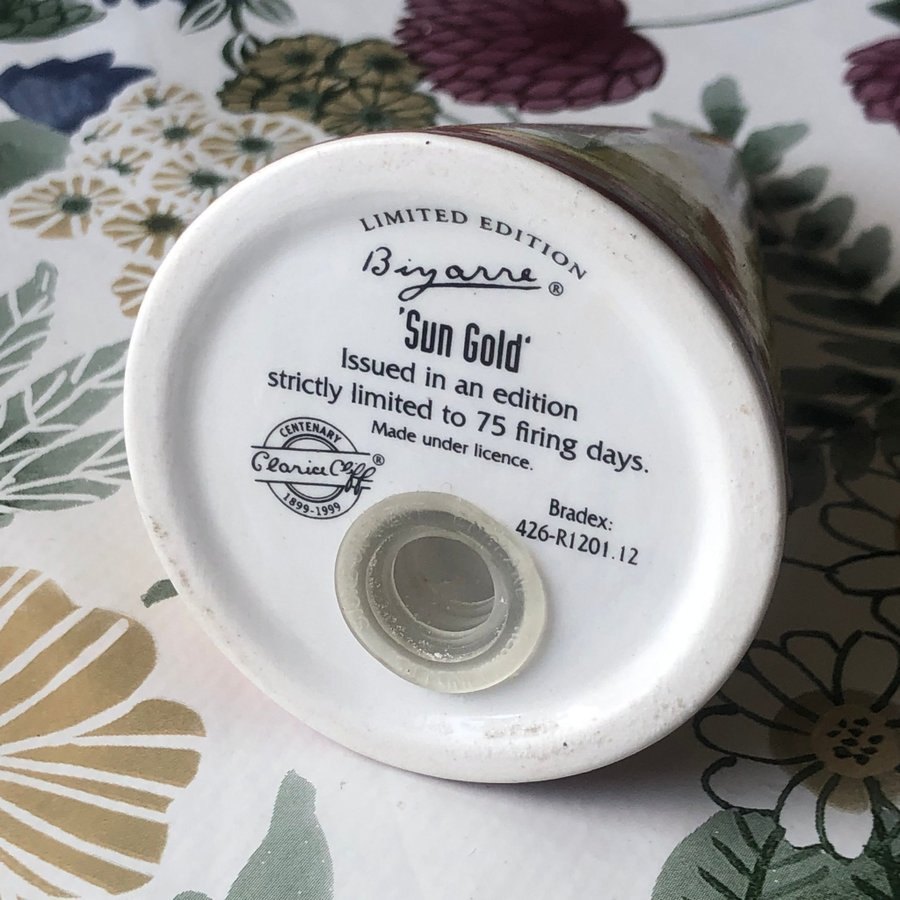 LIMITED EDITION
Bizarre ®
'Sun Gold'
Issued in an edition
strictly limited to 75 firing days.
Made under licence.
CENTENARY
Clarice Cliff ®
1899-1999
Bradex:
426-R1201.12